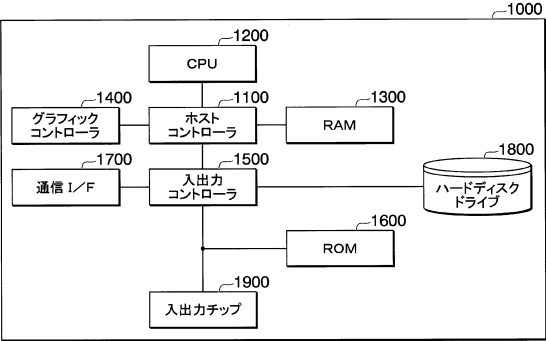 1000
1200
CPU
1400
グラフィック
コントローラ
1100
ホスト
コントローラ
1300
RAM
1700
通信 I/F
1500
入出力
コントローラ
1800
ハードディスク
ドライブ
1600
ROM
1900
入出力チップ